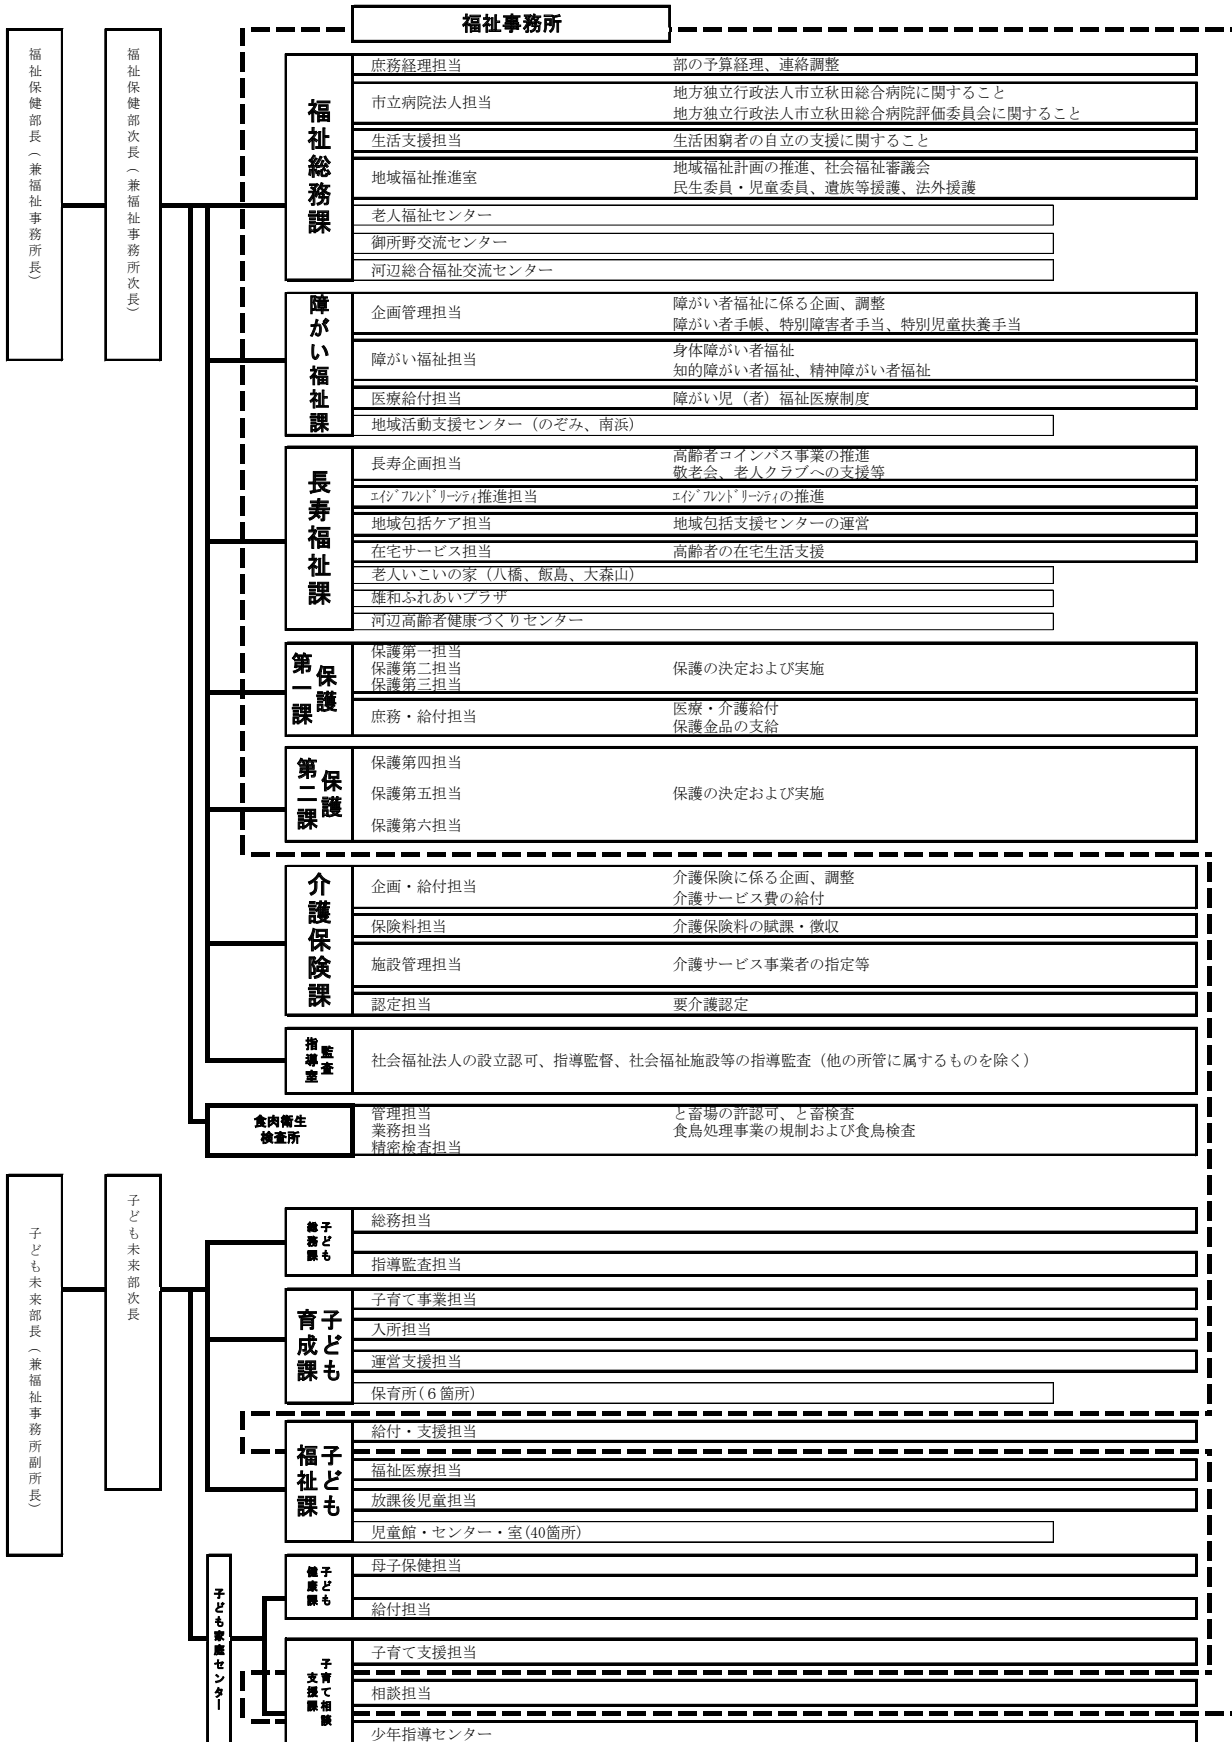 福祉事務所
福祉保健部長（兼福祉事務所長）
福祉保健部次長（兼福祉事務所次長）
福祉総務課
庶務経理担当 部の予算経理、連絡調整
市立病院法人担当 地方独立行政法人市立秋田総合病院に関すること
地方独立行政法人市立秋田総合病院評価委員会に関すること
生活支援担当 生活困窮者の自立の支援に関すること
地域福祉推進室 地域福祉計画の推進、社会福祉審議会
民生委員・児童委員、遺族等援護、法外援護
老人福祉センター
御所野交流センター
河辺総合福祉交流センター
障がい福祉課
企画管理担当 障がい者福祉に係る企画、調整
障がい者手帳、特別障害者手当、特別児童扶養手当
障がい福祉担当 身体障がい者福祉
知的障がい者福祉、精神障がい者福祉
医療給付担当 障がい児（者）福祉医療制度
地域活動支援センター（のぞみ、南浜）
長寿福祉課
長寿企画担当 高齢者コインバス事業の推進
敬老会、老人クラブへの支援等
ｴｲｼﾞﾌﾚﾝﾄﾞﾘｰｼﾃｨ推進担当 ｴｲｼﾞﾌﾚﾝﾄﾞﾘｰｼﾃｨの推進
地域包括ケア担当 地域包括支援センターの運営
在宅サービス担当 高齢者の在宅生活支援
老人いこいの家（八橋、飯島、大森山）
雄和ふれあいプラザ
河辺高齢者健康づくりセンター
保護第一課
保護第一担当
保護第二担当 保護の決定および実施
保護第三担当
庶務・給付担当 医療・介護給付
保護金品の支給
保護第二課
保護第四担当
保護第五担当 保護の決定および実施
保護第六担当
介護保険課
企画・給付担当 介護保険に係る企画、調整
介護サービス費の給付
保険料担当 介護保険料の賦課・徴収
施設管理担当 介護サービス事業者の指定等
認定担当 要介護認定
監査指導室
社会福祉法人の設立認可、指導監督、社会福祉施設等の指導監査（他の所管に属するものを除く）
食肉衛生
検査所
管理担当 と畜場の許認可、と畜検査
業務担当 食鳥処理事業の規制および食鳥検査
精密検査担当
子ども未来部長（兼福祉事務所副所長）
子ども未来部次長
子ども総務課
総務担当
指導監査担当
子ども育成課
子育て事業担当
入所担当
運営支援担当
保育所(６箇所)
子ども福祉課
給付・支援担当
福祉医療担当
放課後児童担当
児童館・センター・室(40箇所)
子ども家庭センター
子ども健康課
母子保健担当
給付担当
子育て相談支援課
子育て支援担当
相談担当
少年指導センター